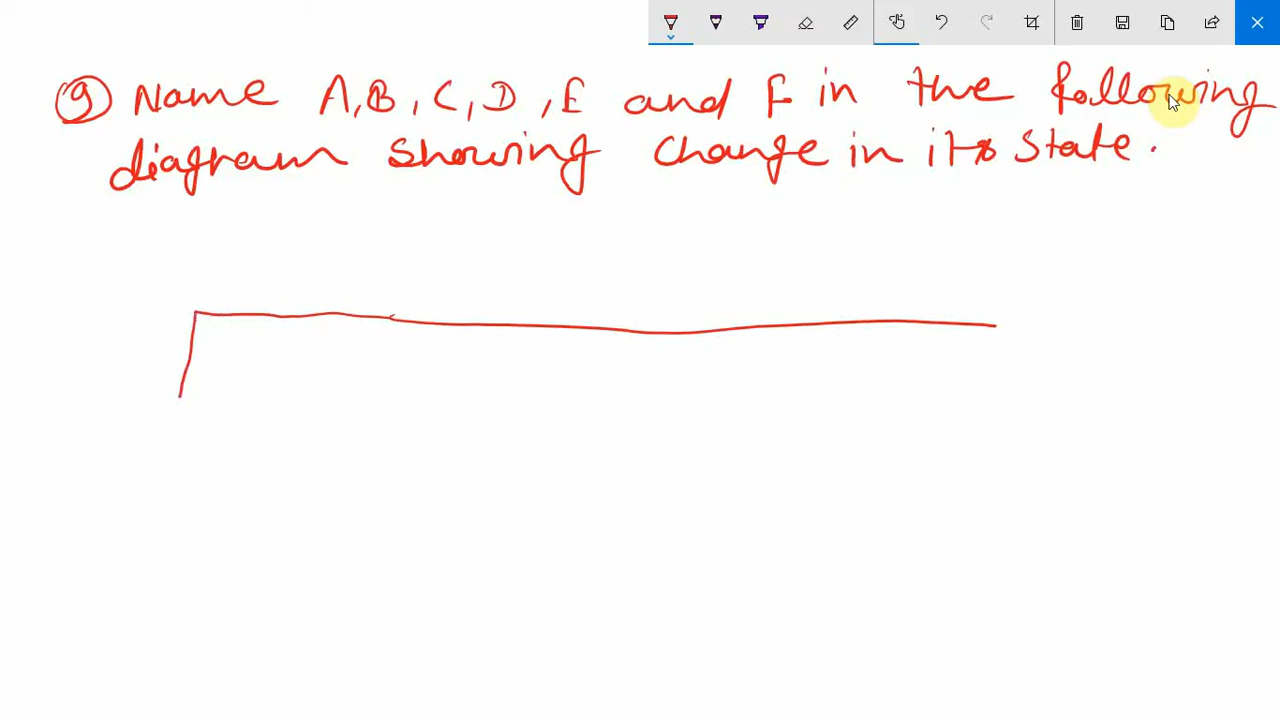 9 Name A, B, C, D, E and F in the following
diagram showing change in its state.